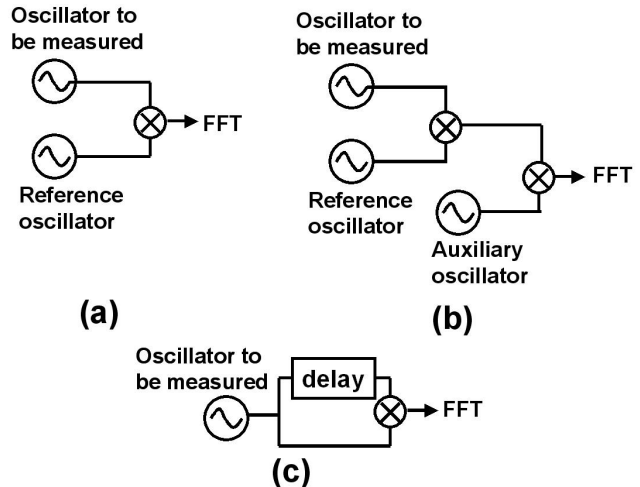 Oscillator to
be measured
FFT
Reference
oscillator
(a)
Oscillator to
be measured
FFT
Reference
oscillator
Auxiliary
oscillator
(b)
Oscillator to
be measured
delay
FFT
(c)